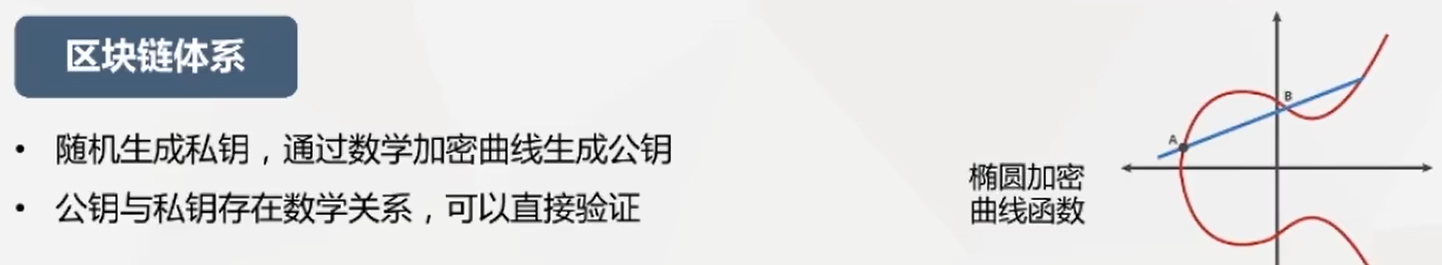 区块链体系
• 随机生成私钥，通过数学加密曲线生成公钥
• 公钥与私钥存在数学关系，可以直接验证
椭圆加密
曲线函数
A
B